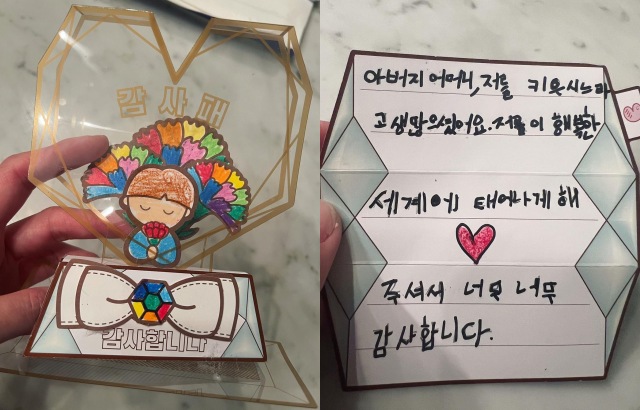 감사패
감사합니다
아버지 어머니, 저를 키우시느라
고생많으셨어요. 저를 이 행복한
세계에 태어나게 해
주셔서 너무 너무
감사합니다.